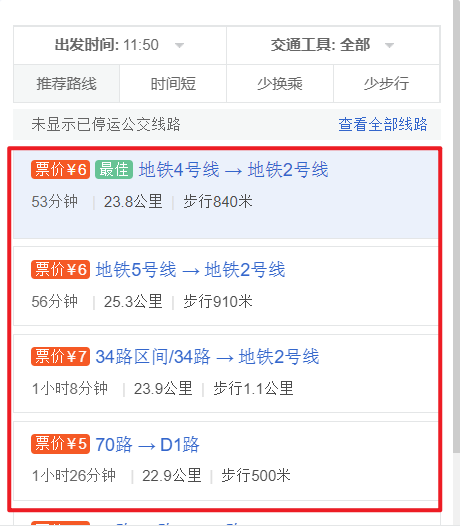 出发时间: 11:50 交通工具: 全部
推荐路线 时间短 少换乘 少步行
未显示已停运公交线路 查看全部线路
票价¥6 最佳 地铁4号线 → 地铁2号线
53分钟 | 23.8公里 | 步行840米
票价¥6 地铁5号线 → 地铁2号线
56分钟 | 25.3公里 | 步行910米
票价¥7 34路区间/34路 → 地铁2号线
1小时8分钟 | 23.9公里 | 步行1.1公里
票价¥5 70路 → D1路
1小时26分钟 | 22.9公里 | 步行500米